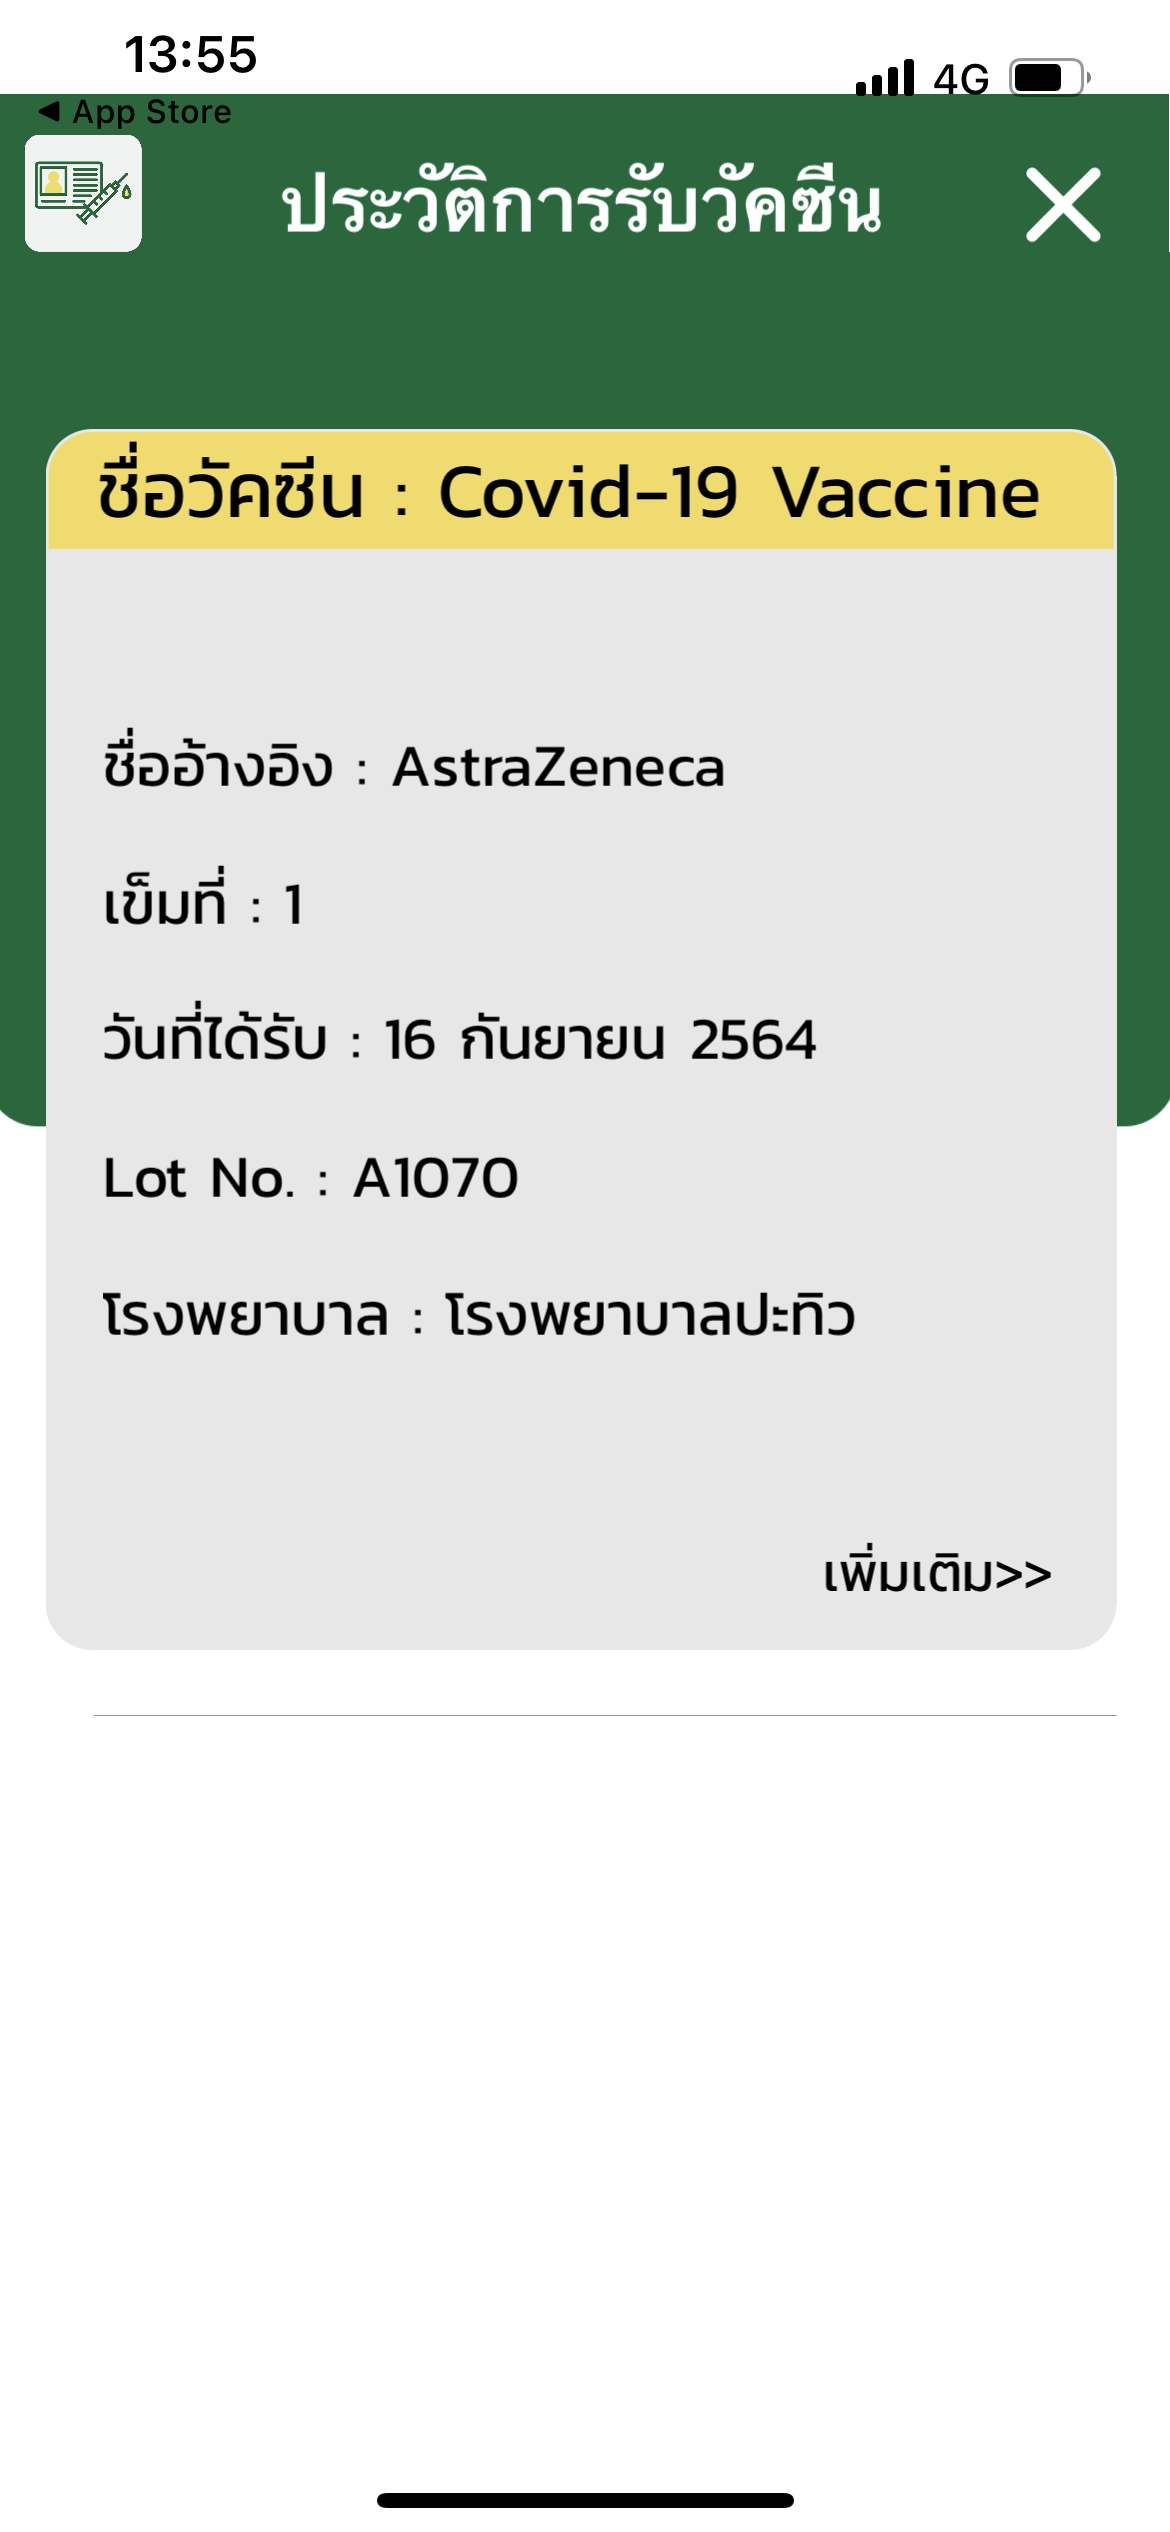 13:55
4G
◀ App Store
ประวัติการรับวัคซีน
ชื่อวัคซีน : Covid-19 Vaccine
ชื่ออ้างอิง : AstraZeneca
เข็มที่ : 1
วันที่ได้รับ : 16 กันยายน 2564
Lot No. : A1070
โรงพยาบาล : โรงพยาบาลปะทิว
เพิ่มเติม>>